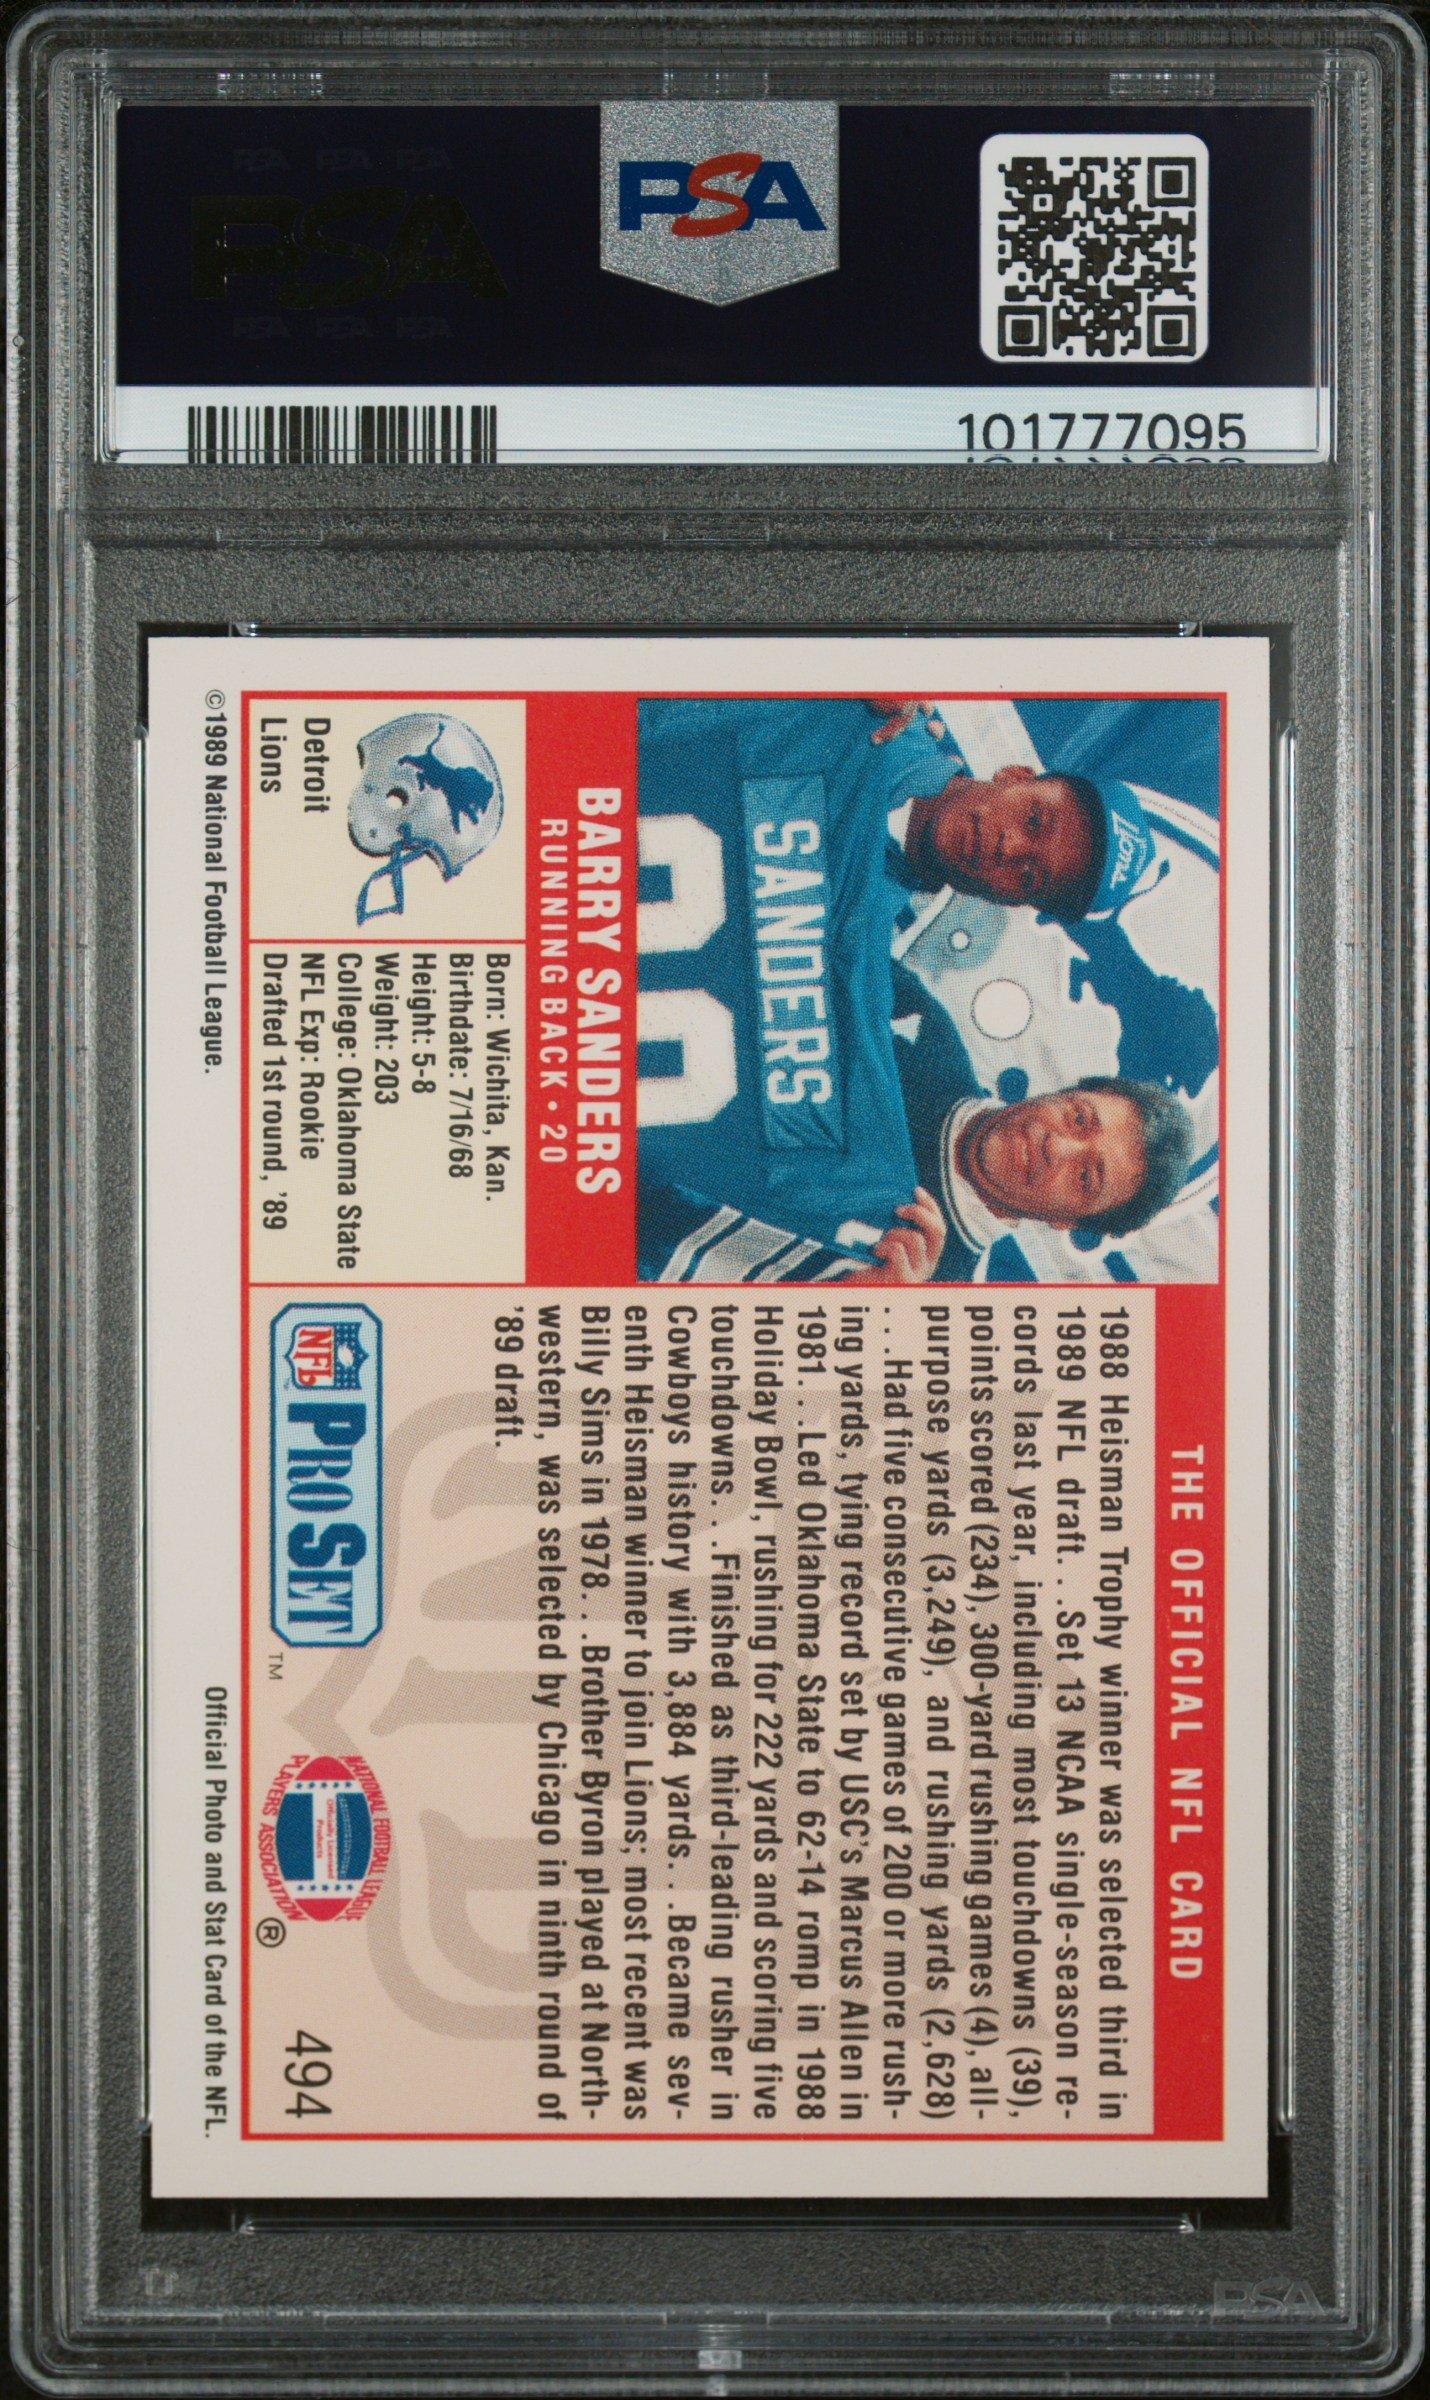 PSA
PSA
101777095
THE OFFICIAL NFL CARD
Lions
SANDERS
BARRY SANDERS
RUNNING BACK • 20
Detroit
Lions
Born: Wichita, Kan.
Birthdate: 7/16/68
Height: 5-8
Weight: 203
College: Oklahoma State
NFL Exp: Rookie
Drafted 1st round, '89
1988 Heisman Trophy winner was selected third in
1989 NFL draft. . .Set 13 NCAA single-season re-
cords last year, including most touchdowns (39),
points scored (234), 300-yard rushing games (4), all-
purpose yards (3,249), and rushing yards (2,628)
. . .Had five consecutive games of 200 or more rush-
ing yards, tying record set by USC's Marcus Allen in
1981. . .Led Oklahoma State to 62-14 romp in 1988
Holiday Bowl, rushing for 222 yards and scoring five
touchdowns. . .Finished as third-leading rusher in
Cowboys history with 3,884 yards. . .Became sev-
enth Heisman winner to join Lions; most recent was
Billy Sims in 1978. . .Brother Byron played at North-
western, was selected by Chicago in ninth round of
'89 draft.
NFL PRO SET TM
NATIONAL FOOTBALL LEAGUE
PLAYERS ASSOCIATION
Officially Licensed
Products
®
494
©1989 National Football League.
Official Photo and Stat Card of the NFL.
PSA